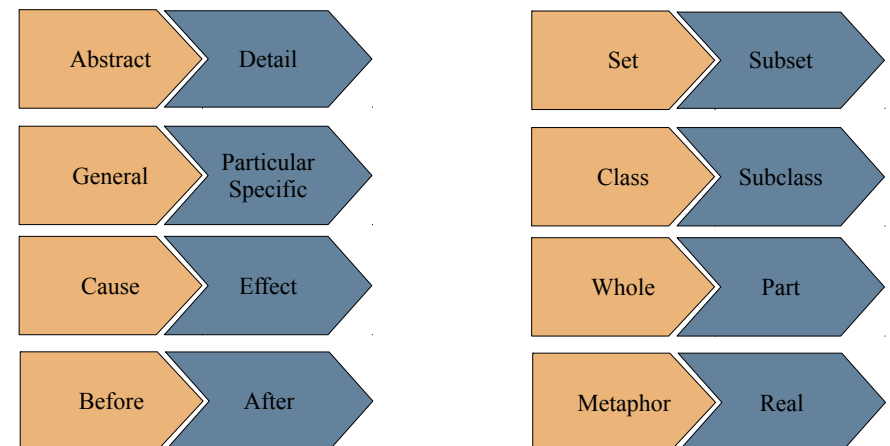 Abstract
Detail
General
Particular
Specific
Cause
Effect
Before
After
Set
Subset
Class
Subclass
Whole
Part
Metaphor
Real